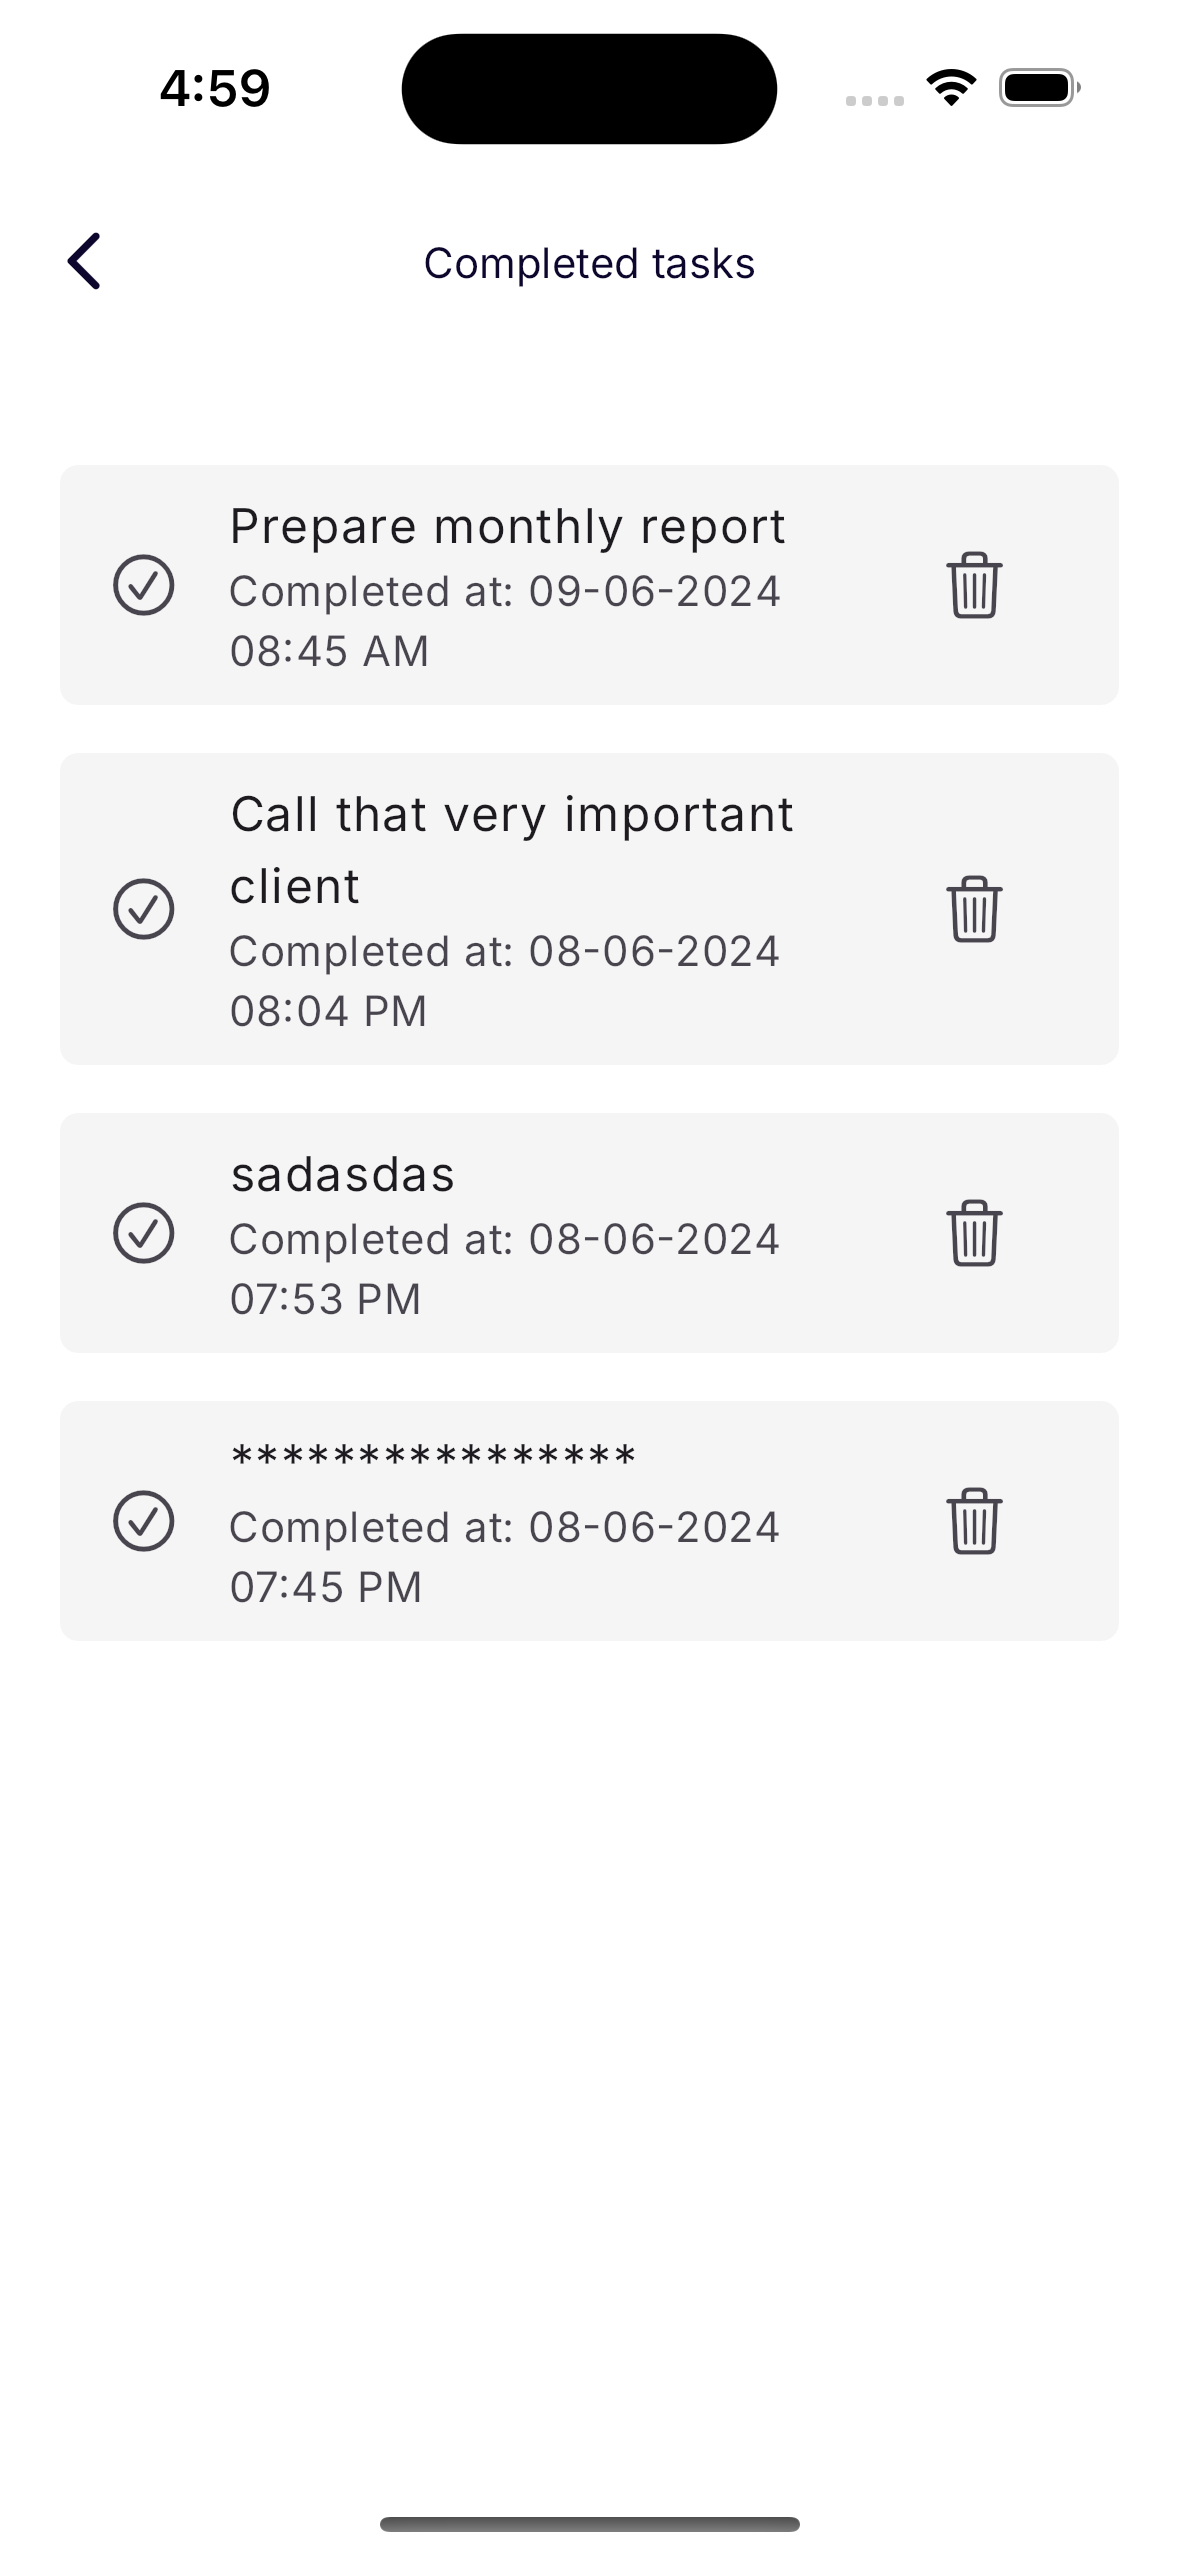 4:59
Completed tasks
Prepare monthly report
Completed at: 09-06-2024
08:45 AM
Call that very important
client
Completed at: 08-06-2024
08:04 PM
sadasdas
Completed at: 08-06-2024
07:53 PM
****************
Completed at: 08-06-2024
07:45 PM